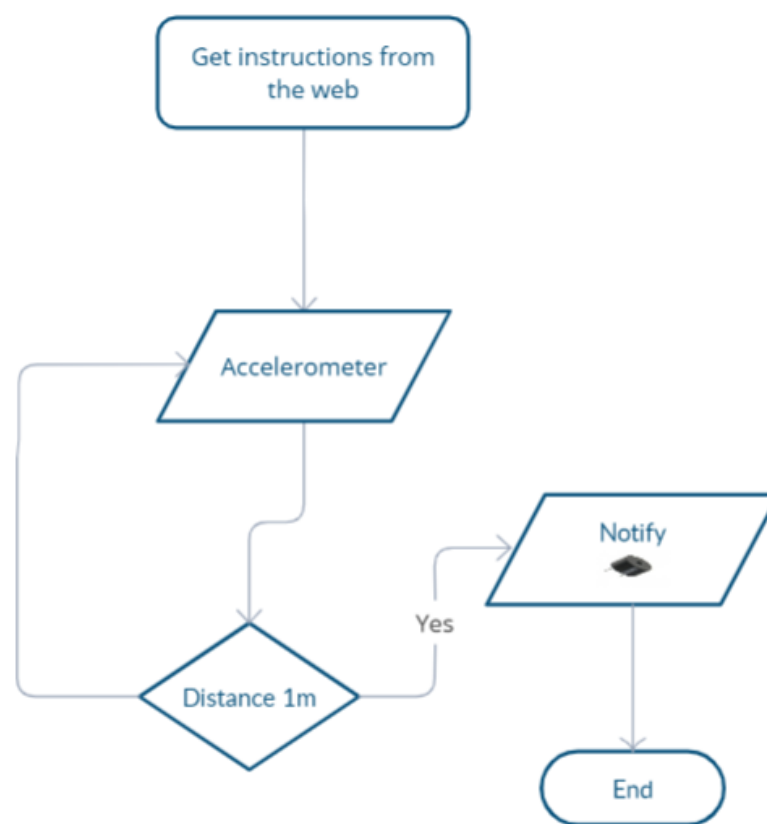 Get instructions from
the web
Accelerometer
Notify
Yes
Distance 1m
End